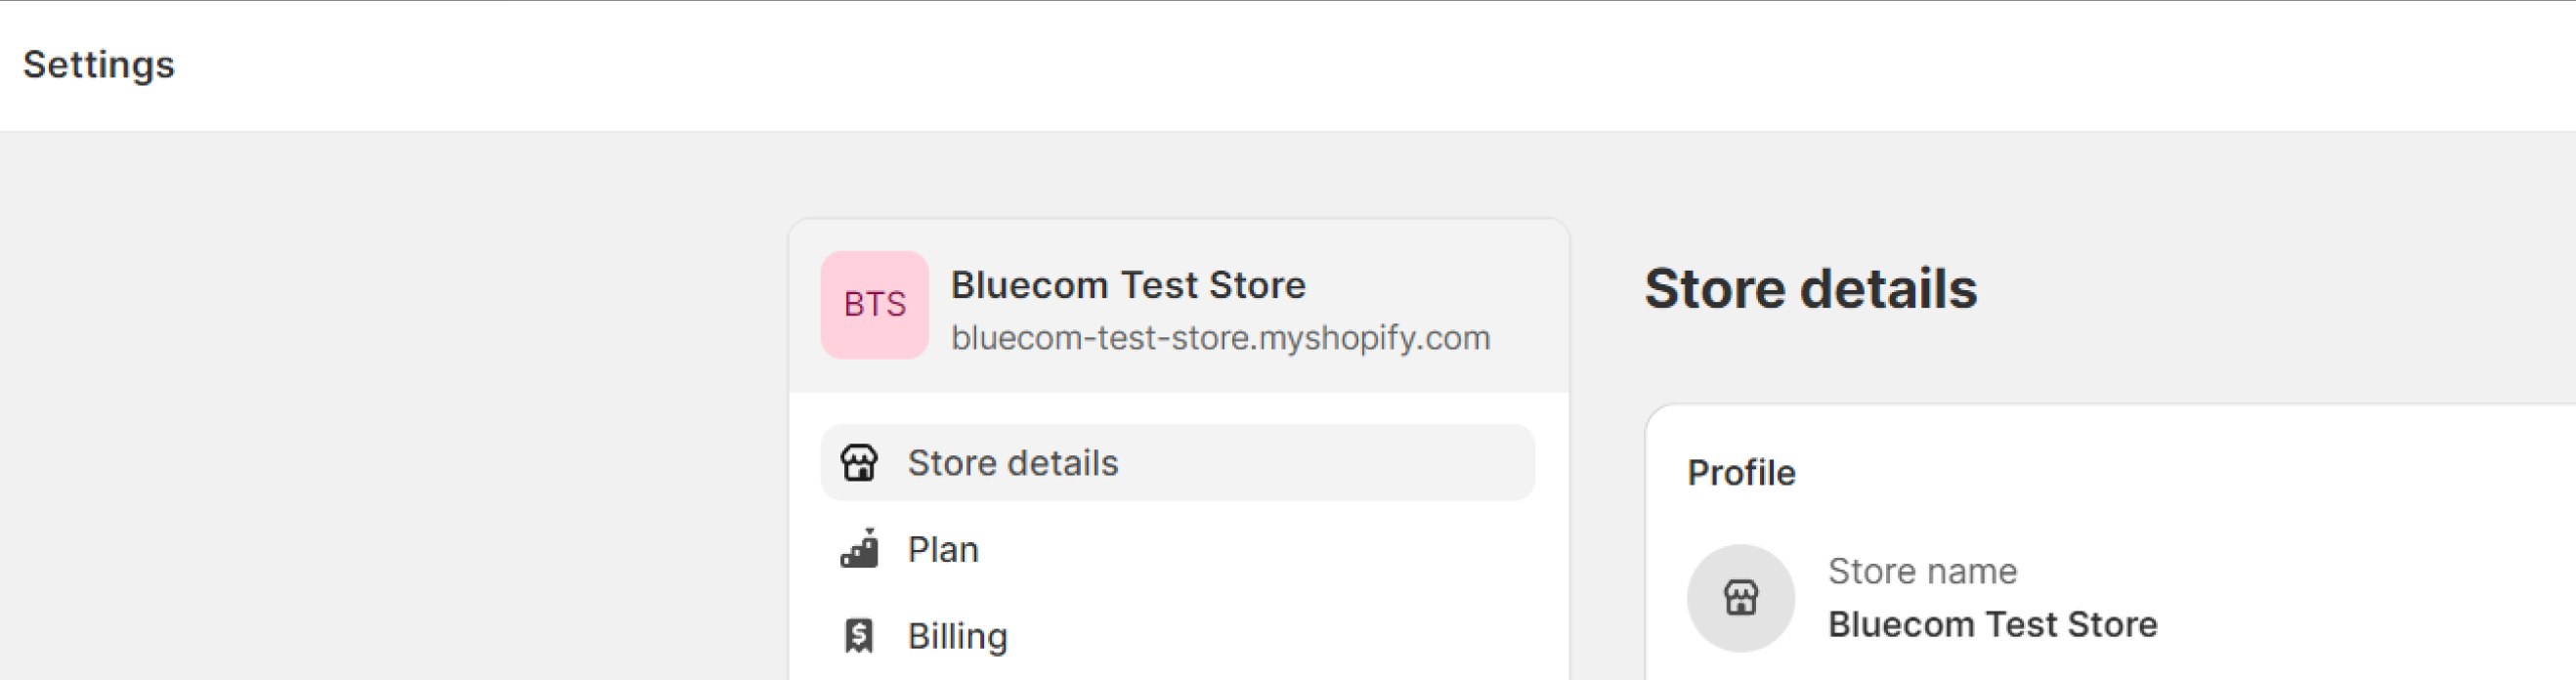 Settings
BTS
Bluecom Test Store
bluecom-test-store.myshopify.com
Store details
Plan
Billing
Store details
Profile
Store name
Bluecom Test Store